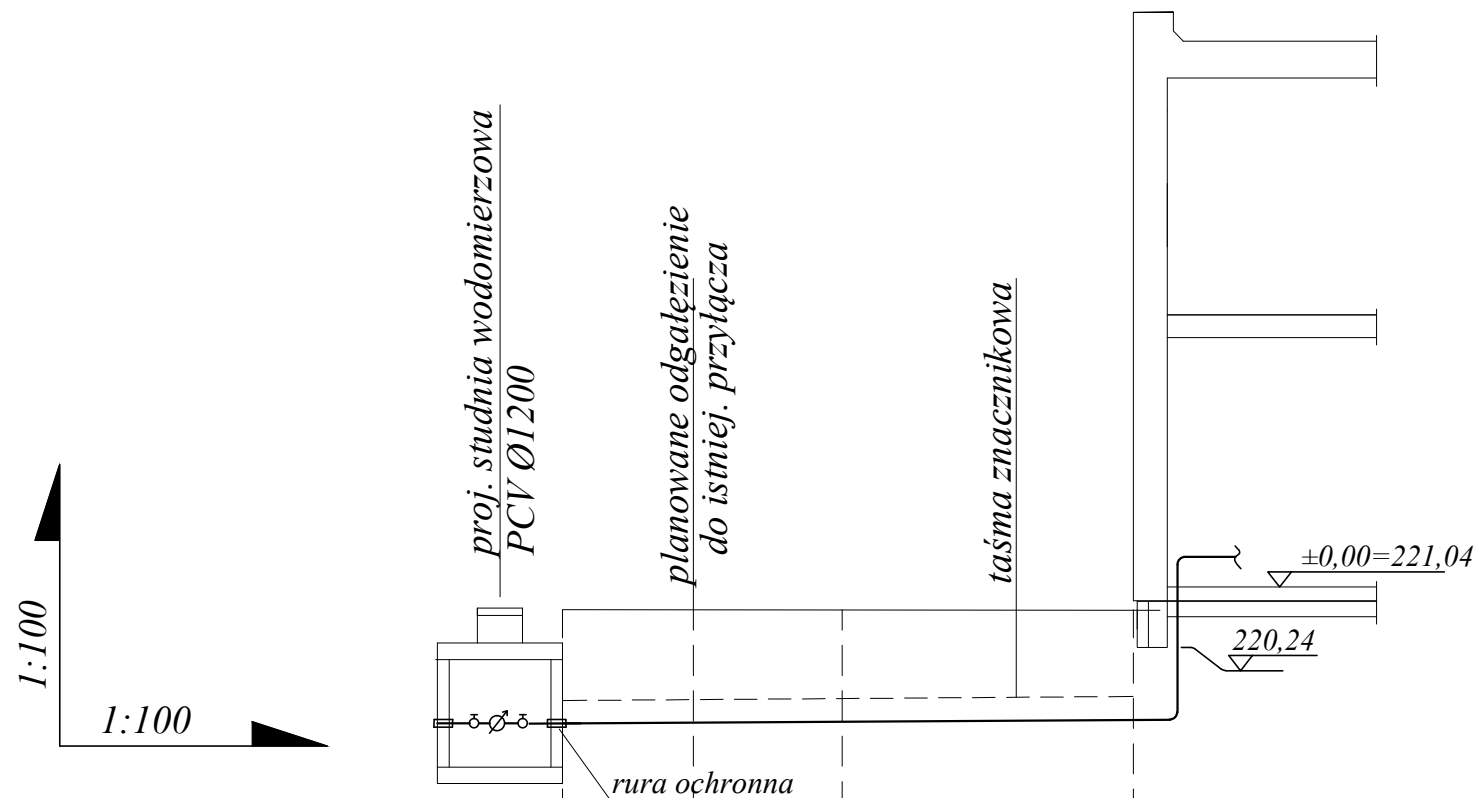 proj. studnia wodomierzowa
PCV Ø1200
planowane odgałęzienie
do istniej. przyłącza
taśma znacznikowa
±0,00=221,04
220,24
1:100
1:100
rura ochronna